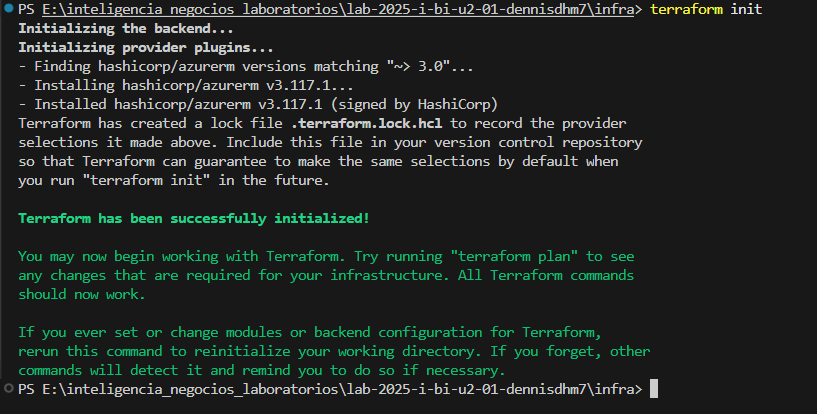 PS E:\inteligencia_negocios_laboratorios\lab-2025-i-bi-u2-01-dennisdhm7\infra> terraform init
Initializing the backend...
Initializing provider plugins...
- Finding hashicorp/azurerm versions matching "~> 3.0"...
- Installing hashicorp/azurerm v3.117.1...
- Installed hashicorp/azurerm v3.117.1 (signed by HashiCorp)
Terraform has created a lock file .terraform.lock.hcl to record the provider
selections it made above. Include this file in your version control repository
so that Terraform can guarantee to make the same selections by default when
you run "terraform init" in the future.
Terraform has been successfully initialized!
You may now begin working with Terraform. Try running "terraform plan" to see
any changes that are required for your infrastructure. All Terraform commands
should now work.
If you ever set or change modules or backend configuration for Terraform,
rerun this command to reinitialize your working directory. If you forget, other
commands will detect it and remind you to do so if necessary.
PS E:\inteligencia_negocios_laboratorios\lab-2025-i-bi-u2-01-dennisdhm7\infra>